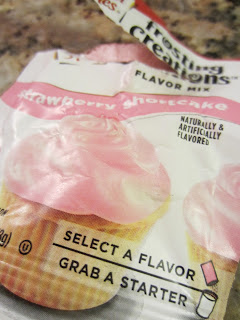 frosting
creations
FLAVOR MIX
strawberry shortcake
NATURALLY &
ARTIFICIALLY
FLAVORED
SELECT A FLAVOR
GRAB A STARTER